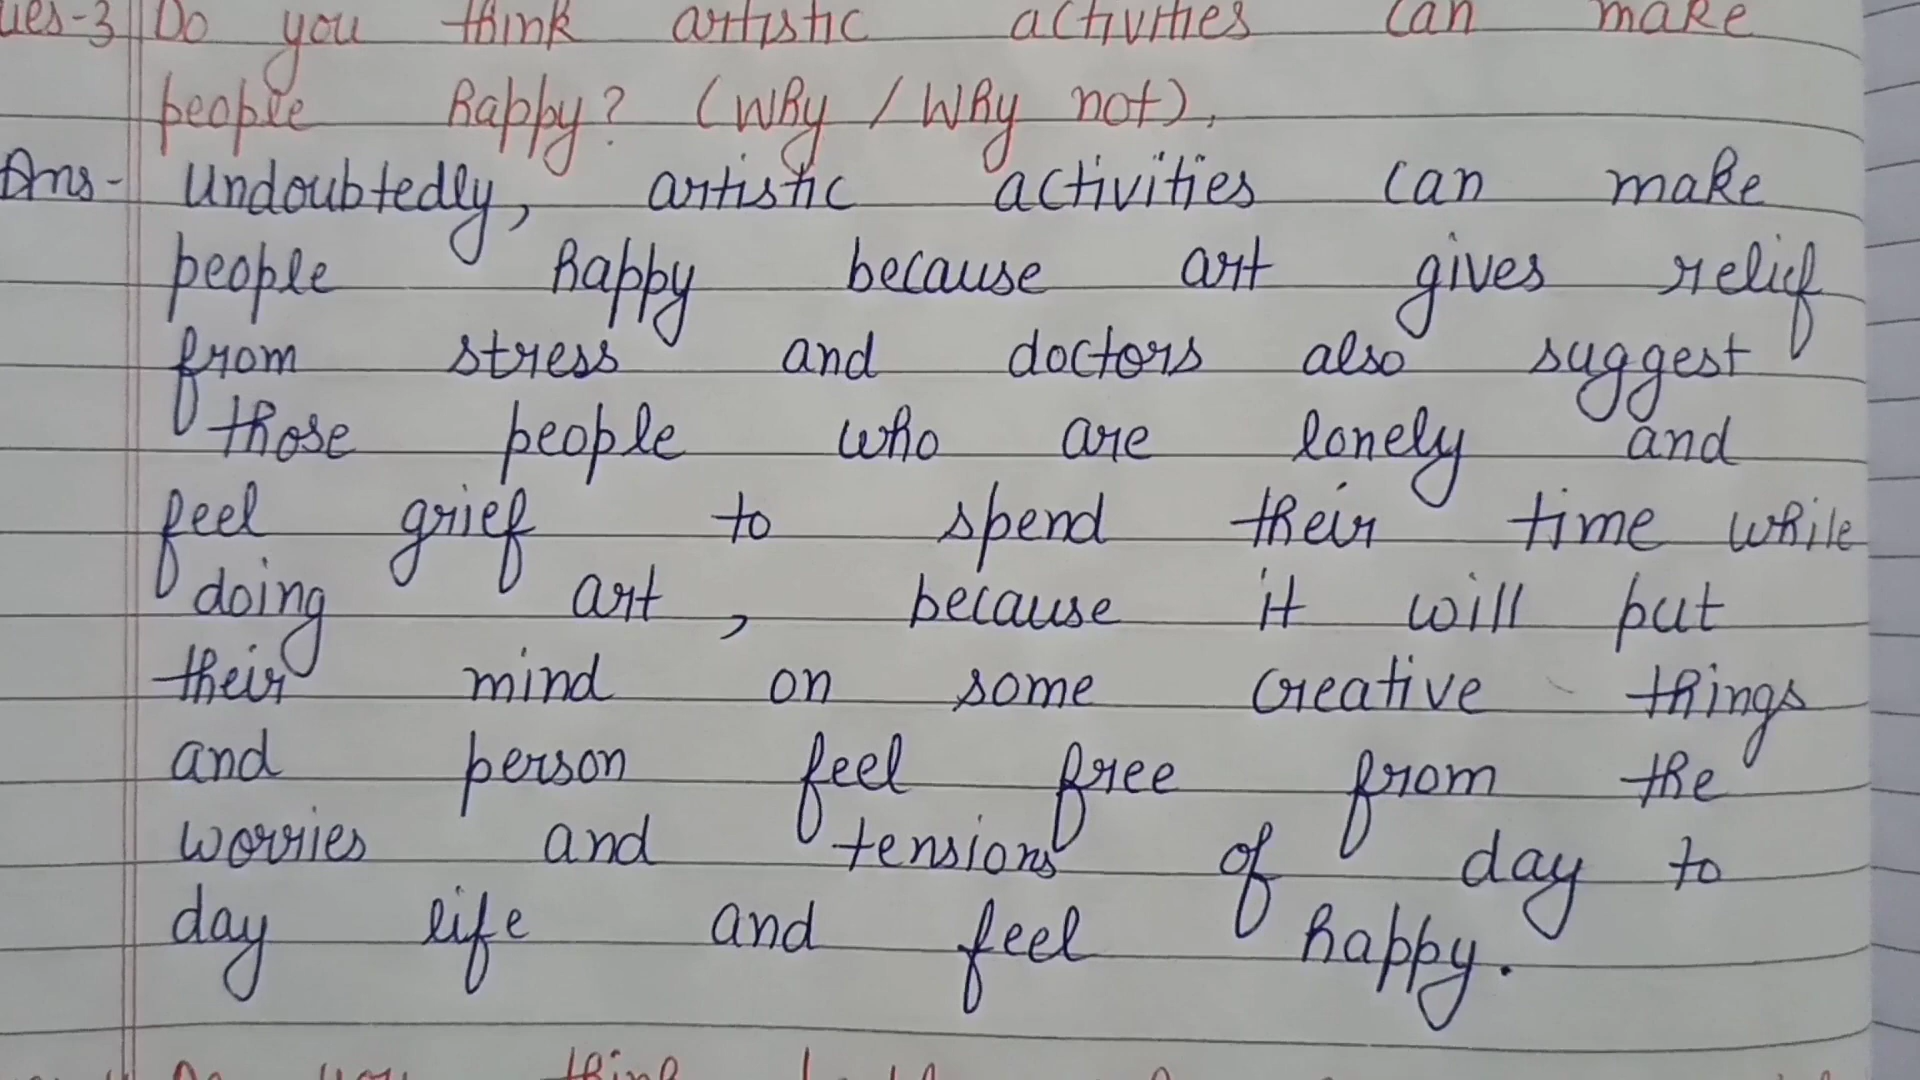 ues-3 Do you think artistic activities can make
people happy? (Why / Why not),
Ans- Undoubtedly, artistic activities can make
people happy because art gives relief
from stress and doctors also suggest
those people who are lonely and
feel grief to spend their time while
doing art, because it will put
their mind on some creative things
and person feel free from the
worries and tensions of day to
day life and feel happy.
Do you think